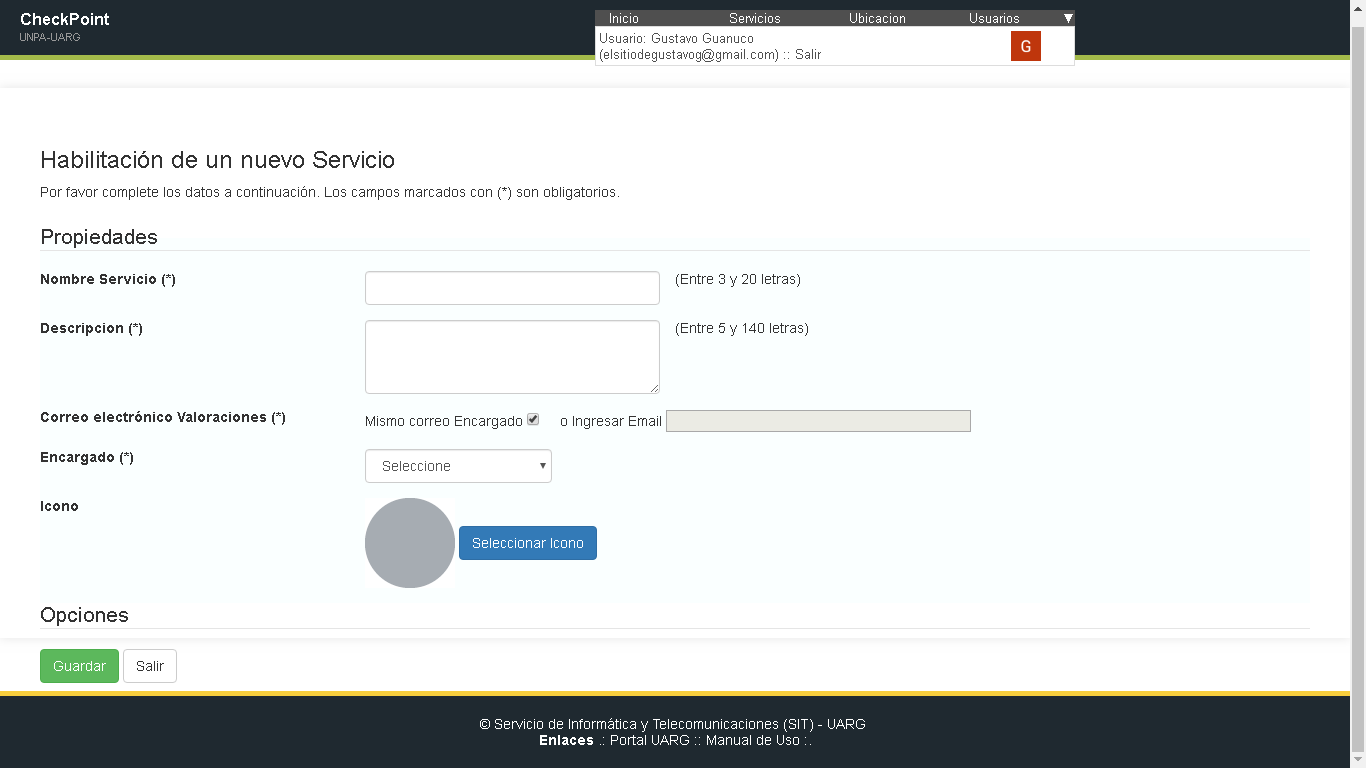 CheckPoint
UNPA-UARG
Inicio Servicios Ubicacion Usuarios ▼
Usuario: Gustavo Guanuco
(elsitiodegustavog@gmail.com) :: Salir
G
Habilitación de un nuevo Servicio
Por favor complete los datos a continuación. Los campos marcados con (*) son obligatorios.
Propiedades
Nombre Servicio (*) (Entre 3 y 20 letras)
Descripcion (*) (Entre 5 y 140 letras)
Correo electrónico Valoraciones (*) Mismo correo Encargado o Ingresar Email
Encargado (*) Seleccione
Icono Seleccionar Icono
Opciones
Guardar Salir
© Servicio de Informática y Telecomunicaciones (SIT) - UARG
Enlaces .: Portal UARG :: Manual de Uso :.